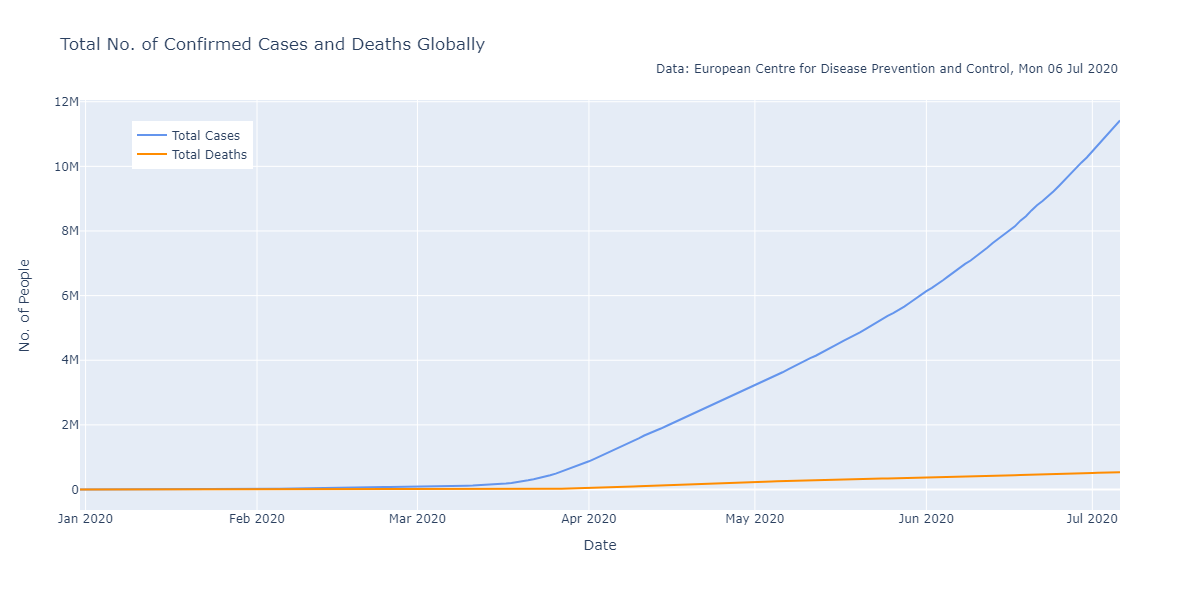 Total No. of Confirmed Cases and Deaths Globally
Data: European Centre for Disease Prevention and Control, Mon 06 Jul 2020
12M
10M
8M
6M
4M
2M
0
Total Cases
Total Deaths
No. of People
Jan 2020 Feb 2020 Mar 2020 Apr 2020 May 2020 Jun 2020 Jul 2020
Date